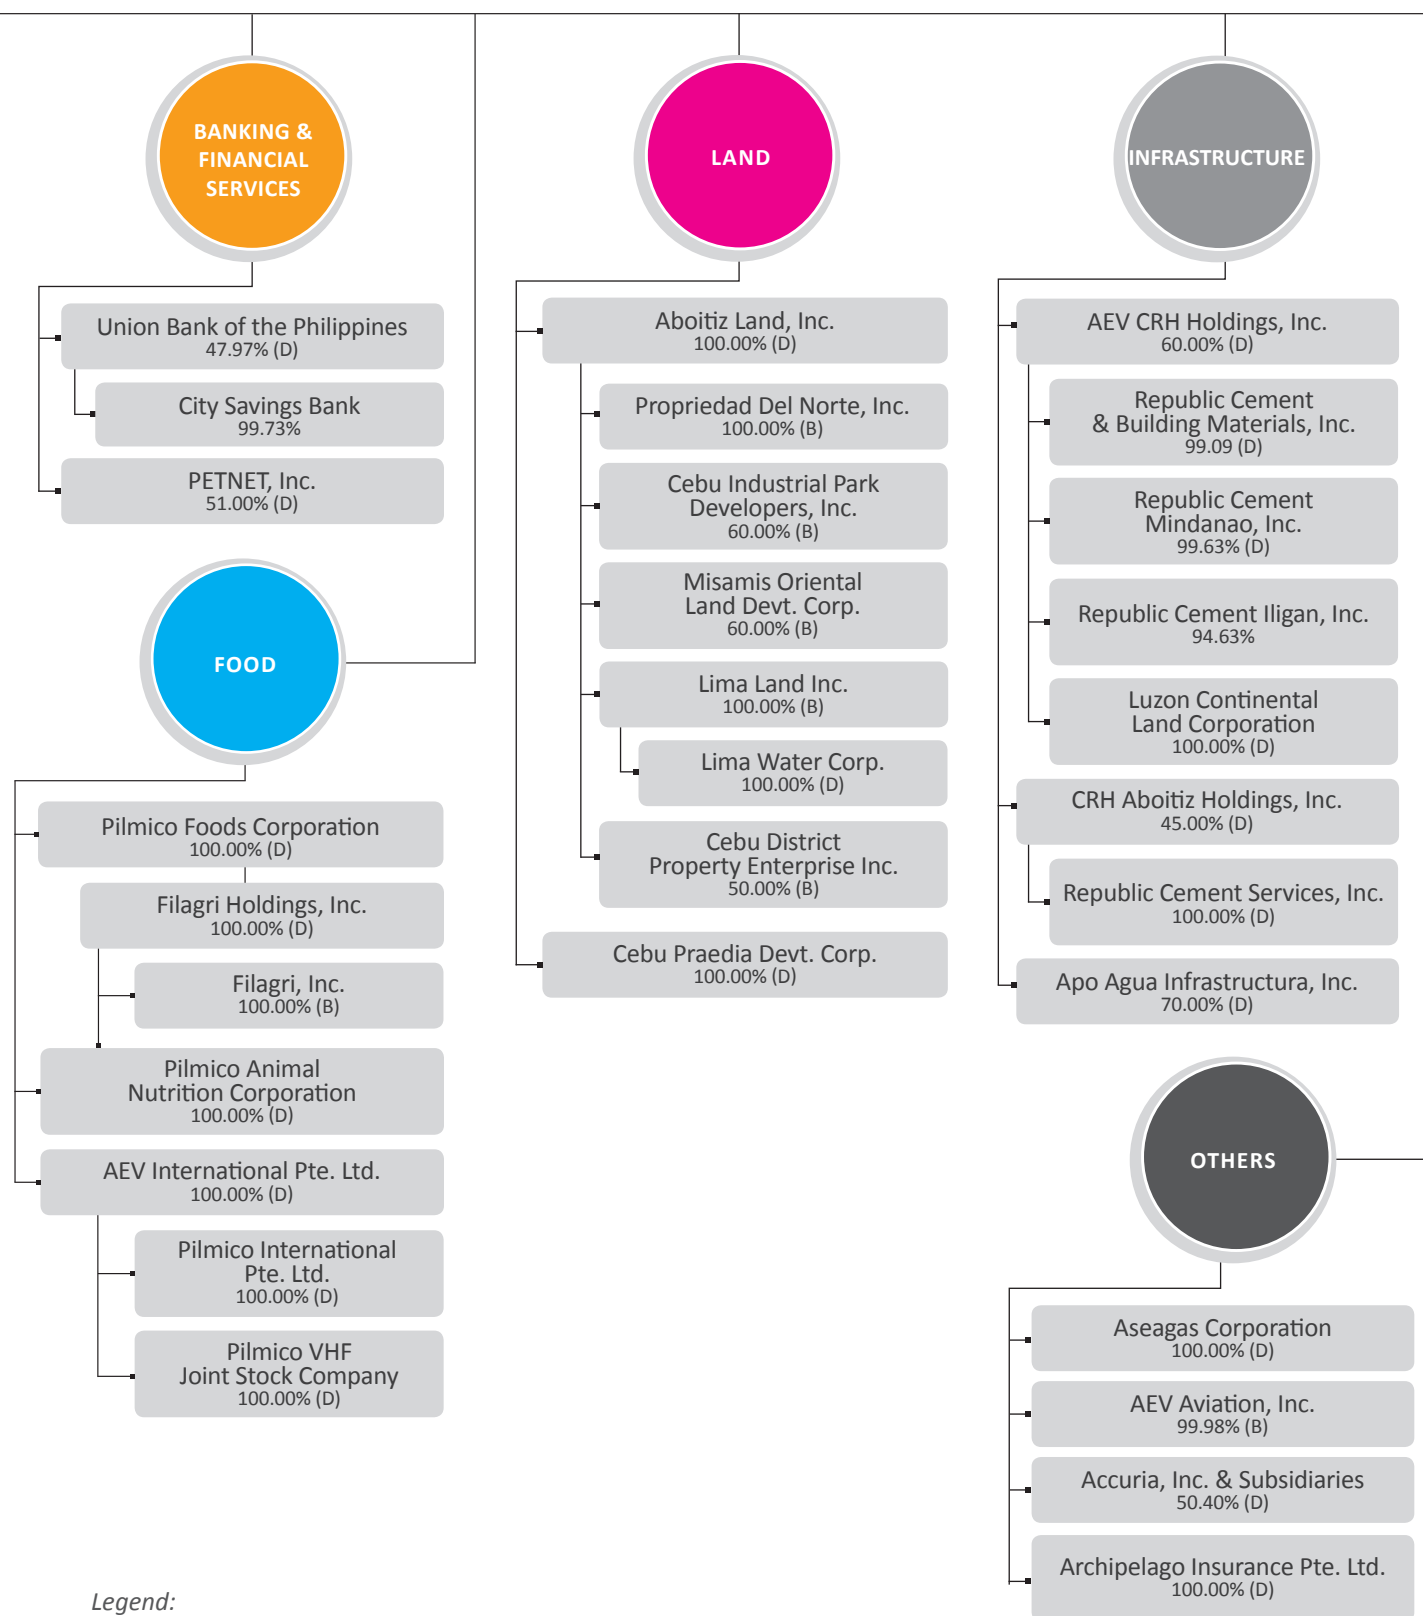 BANKING &
FINANCIAL
SERVICES
Union Bank of the Philippines
47.97% (D)
City Savings Bank
99.73%
PETNET, Inc.
51.00% (D)
FOOD
Pilmico Foods Corporation
100.00% (D)
Filagri Holdings, Inc.
100.00% (D)
Filagri, Inc.
100.00% (B)
Pilmico Animal
Nutrition Corporation
100.00% (D)
AEV International Pte. Ltd.
100.00% (D)
Pilmico International
Pte. Ltd.
100.00% (D)
Pilmico VHF
Joint Stock Company
100.00% (D)
LAND
Aboitiz Land, Inc.
100.00% (D)
Propriedad Del Norte, Inc.
100.00% (B)
Cebu Industrial Park
Developers, Inc.
60.00% (B)
Misamis Oriental
Land Devt. Corp.
60.00% (B)
Lima Land Inc.
100.00% (B)
Lima Water Corp.
100.00% (D)
Cebu District
Property Enterprise Inc.
50.00% (B)
Cebu Praedia Devt. Corp.
100.00% (D)
INFRASTRUCTURE
AEV CRH Holdings, Inc.
60.00% (D)
Republic Cement
& Building Materials, Inc.
99.09 (D)
Republic Cement
Mindanao, Inc.
99.63% (D)
Republic Cement Iligan, Inc.
94.63%
Luzon Continental
Land Corporation
100.00% (D)
CRH Aboitiz Holdings, Inc.
45.00% (D)
Republic Cement Services, Inc.
100.00% (D)
Apo Agua Infrastructura, Inc.
70.00% (D)
OTHERS
Aseagas Corporation
100.00% (D)
AEV Aviation, Inc.
99.98% (B)
Accuria, Inc. & Subsidiaries
50.40% (D)
Archipelago Insurance Pte. Ltd.
100.00% (D)
Legend: